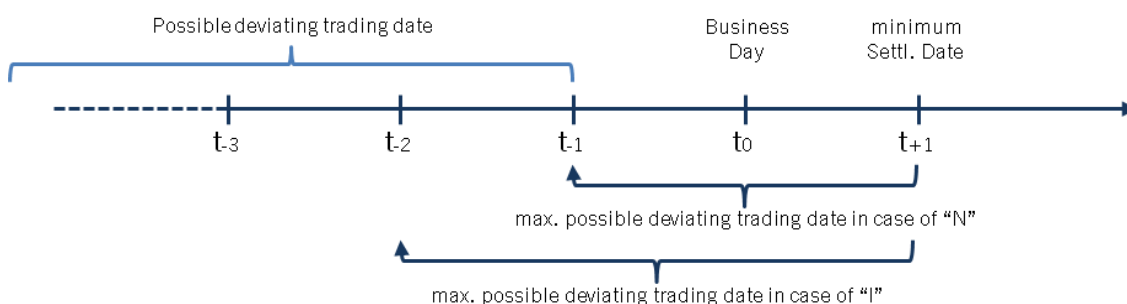 Possible deviating trading date
Business
Day
minimum
Settl. Date
t-3
t-2
t-1
t0
t+1
max. possible deviating trading date in case of “N”
max. possible deviating trading date in case of “I”